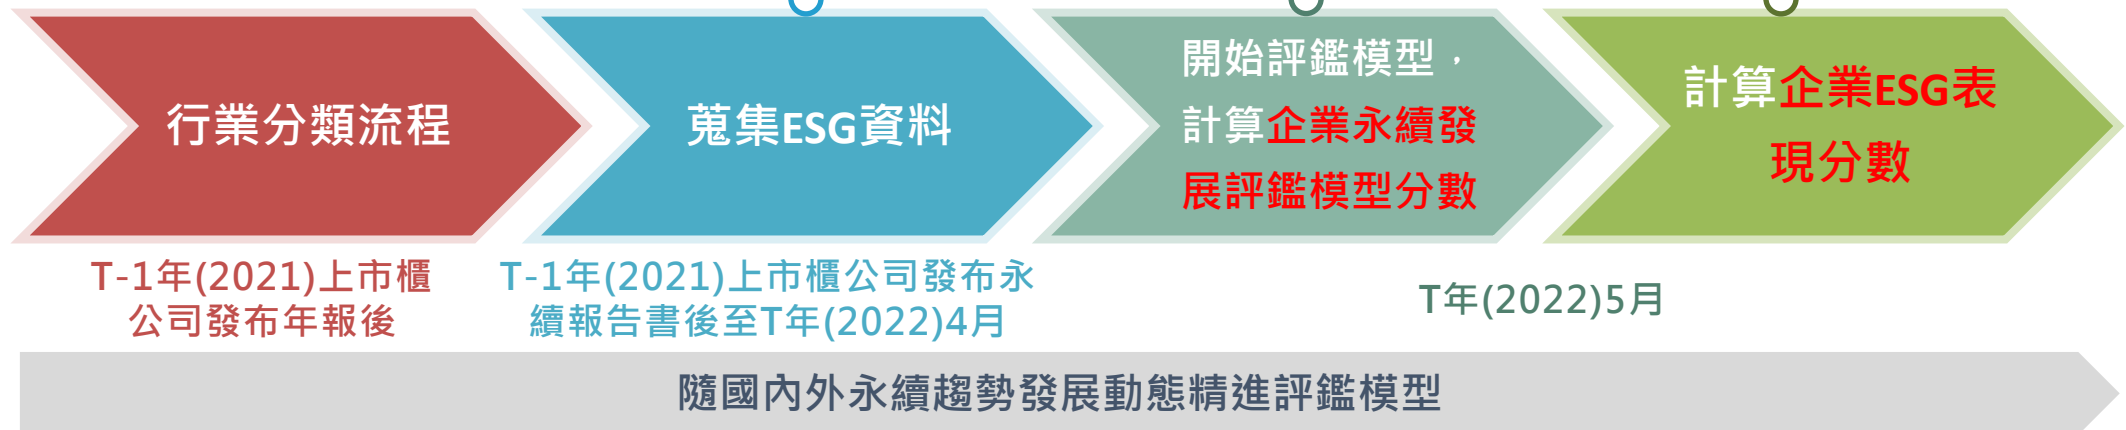 行業分類流程
蒐集ESG資料
開始評鑑模型，
計算企業永續發
展評鑑模型分數
計算企業ESG表
現分數
T-1年(2021)上市櫃
公司發布年報後
T-1年(2021)上市櫃公司發布永
續報告書後至T年(2022)4月
T年(2022)5月
隨國內外永續趨勢發展動態精進評鑑模型